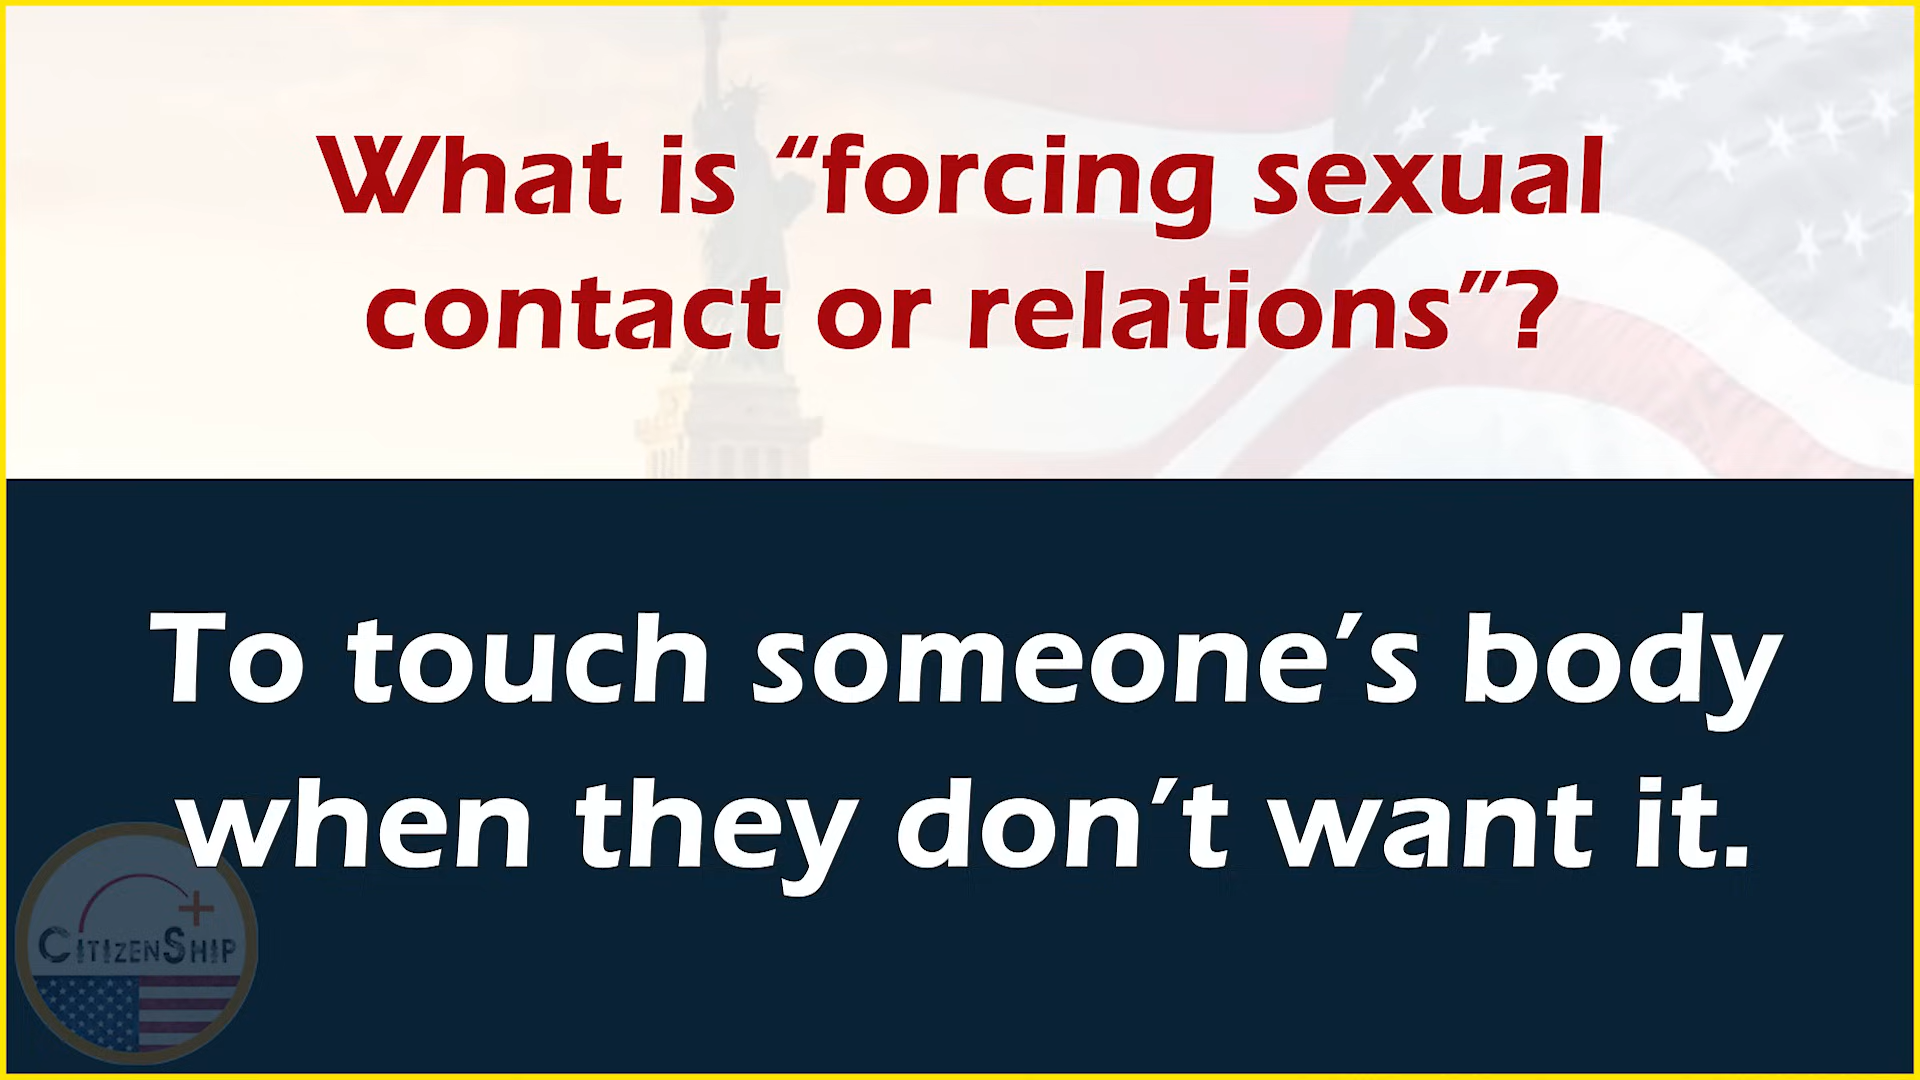 What is “forcing sexual
contact or relations”?
To touch someone’s body
when they don’t want it.
CITIZENSHIP